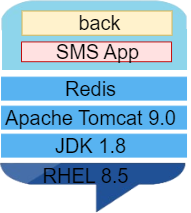 back
SMS App
Redis
Apache Tomcat 9.0
JDK 1.8
RHEL 8.5